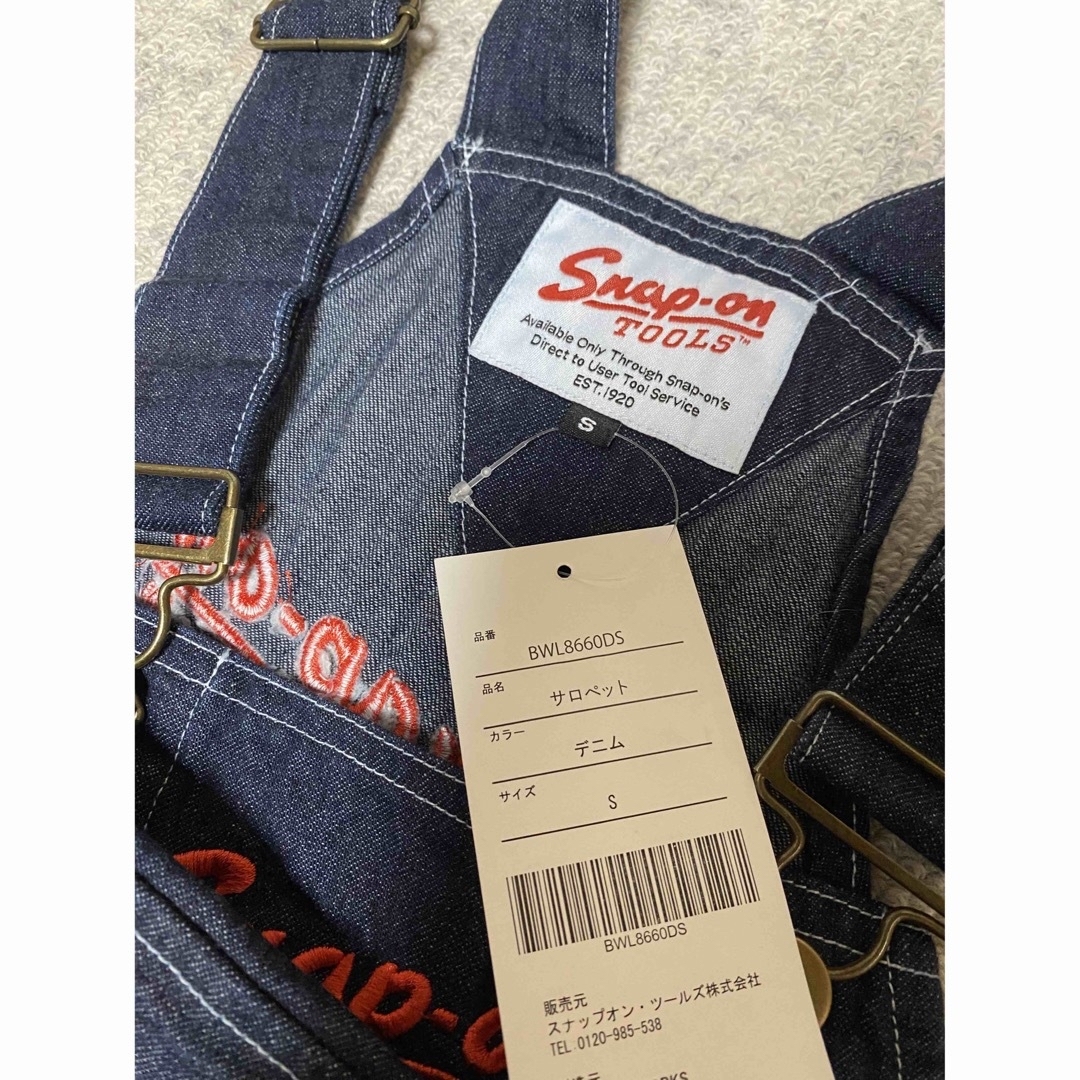 Snap-on
TOOLS™
Available Only Through Snap-on's
Direct to User Tool Service
EST.1920
S
品番
BWL8660DS
品名
サロペット
カラー
デニム
サイズ
S
BWL8660DS
販売元
スナップオン・ツールズ株式会社
TEL 0120-985-538